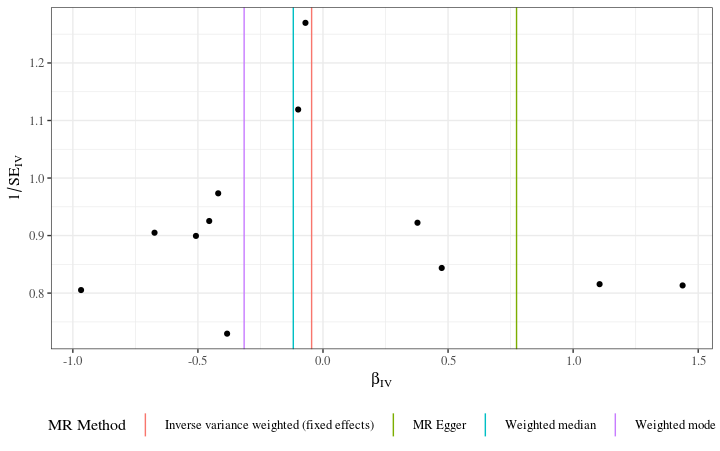 1.2
1.1
1.0
0.9
0.8
1/SE_IV
-1.0 -0.5 0.0 0.5 1.0 1.5
β_IV
MR Method Inverse variance weighted (fixed effects) MR Egger Weighted median Weighted mode